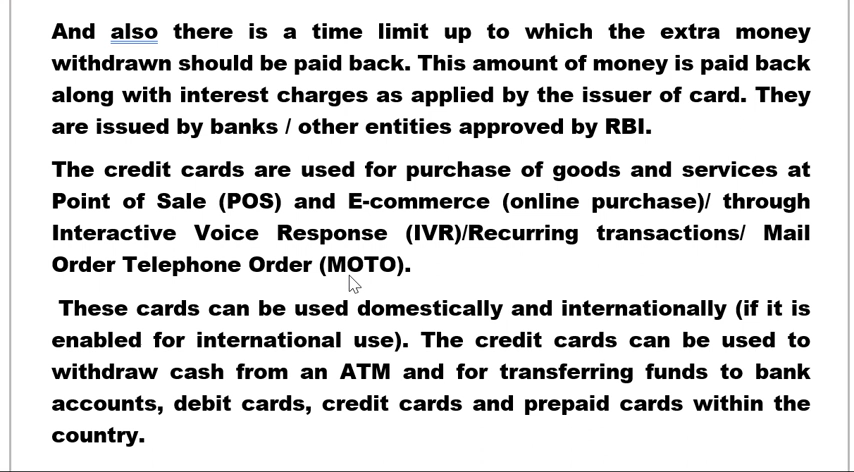 And also there is a time limit up to which the extra money
withdrawn should be paid back. This amount of money is paid back
along with interest charges as applied by the issuer of card. They
are issued by banks / other entities approved by RBI.
The credit cards are used for purchase of goods and services at
Point of Sale (POS) and E-commerce (online purchase)/ through
Interactive Voice Response (IVR)/Recurring transactions/ Mail
Order Telephone Order (MOTO).
These cards can be used domestically and internationally (if it is
enabled for international use). The credit cards can be used to
withdraw cash from an ATM and for transferring funds to bank
accounts, debit cards, credit cards and prepaid cards within the
country.